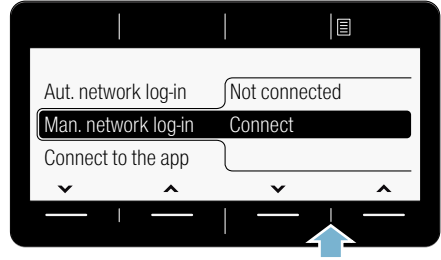 Aut. network log-in Not connected
Man. network log-in Connect
Connect to the app